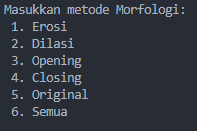 Masukkan metode Morfologi:
1. Erosi
2. Dilasi
3. Opening
4. Closing
5. Original
6. Semua